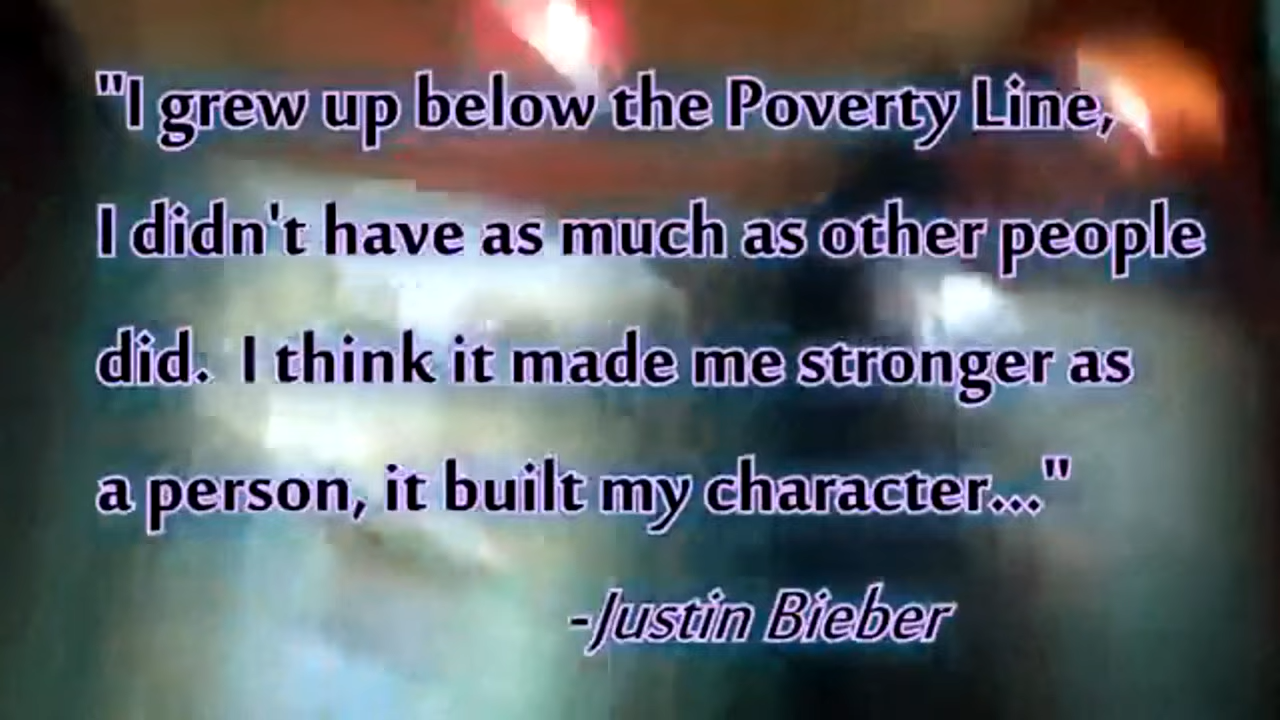 "I grew up below the Poverty Line,
I didn't have as much as other people
did.  I think it made me stronger as
a person, it built my character..."
-Justin Bieber